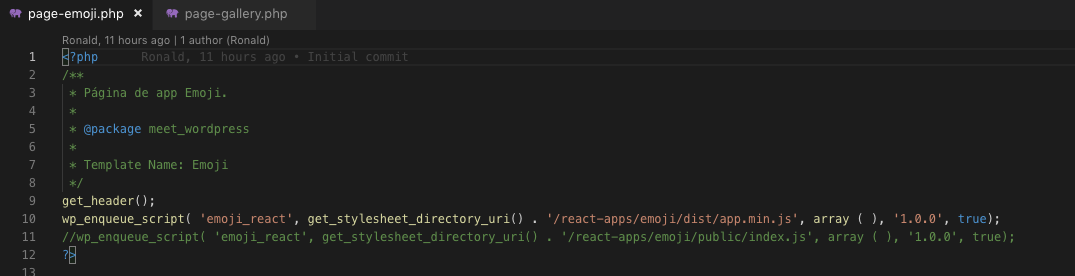 page-emoji.php × page-gallery.php
Ronald, 11 hours ago | 1 author (Ronald)
1 <?php Ronald, 11 hours ago • Initial commit
2 /**
3 * Página de app Emoji.
4 *
5 * @package meet_wordpress
6 *
7 * Template Name: Emoji
8 */
9 get_header();
10 wp_enqueue_script( 'emoji_react', get_stylesheet_directory_uri() . '/react-apps/emoji/dist/app.min.js', array ( ), '1.0.0', true);
11 //wp_enqueue_script( 'emoji_react', get_stylesheet_directory_uri() . '/react-apps/emoji/public/index.js', array ( ), '1.0.0', true);
12 ?>
13